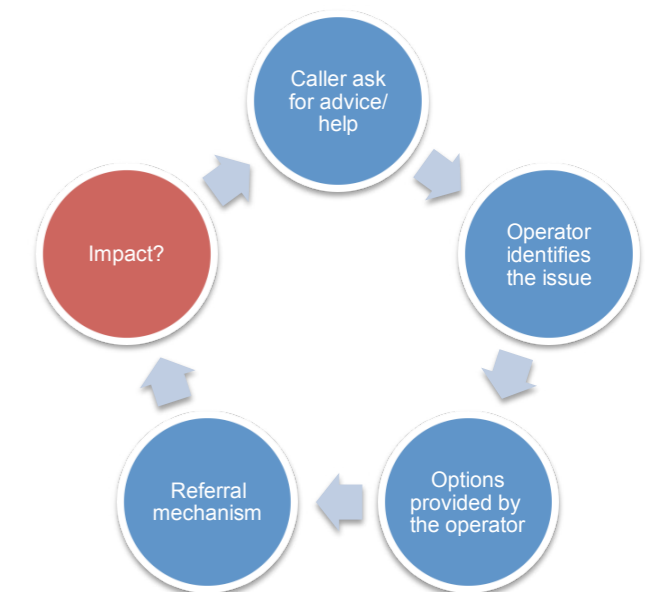 Caller ask
for advice/
help
Operator
identifies
the issue
Options
provided by
the operator
Referral
mechanism
Impact?